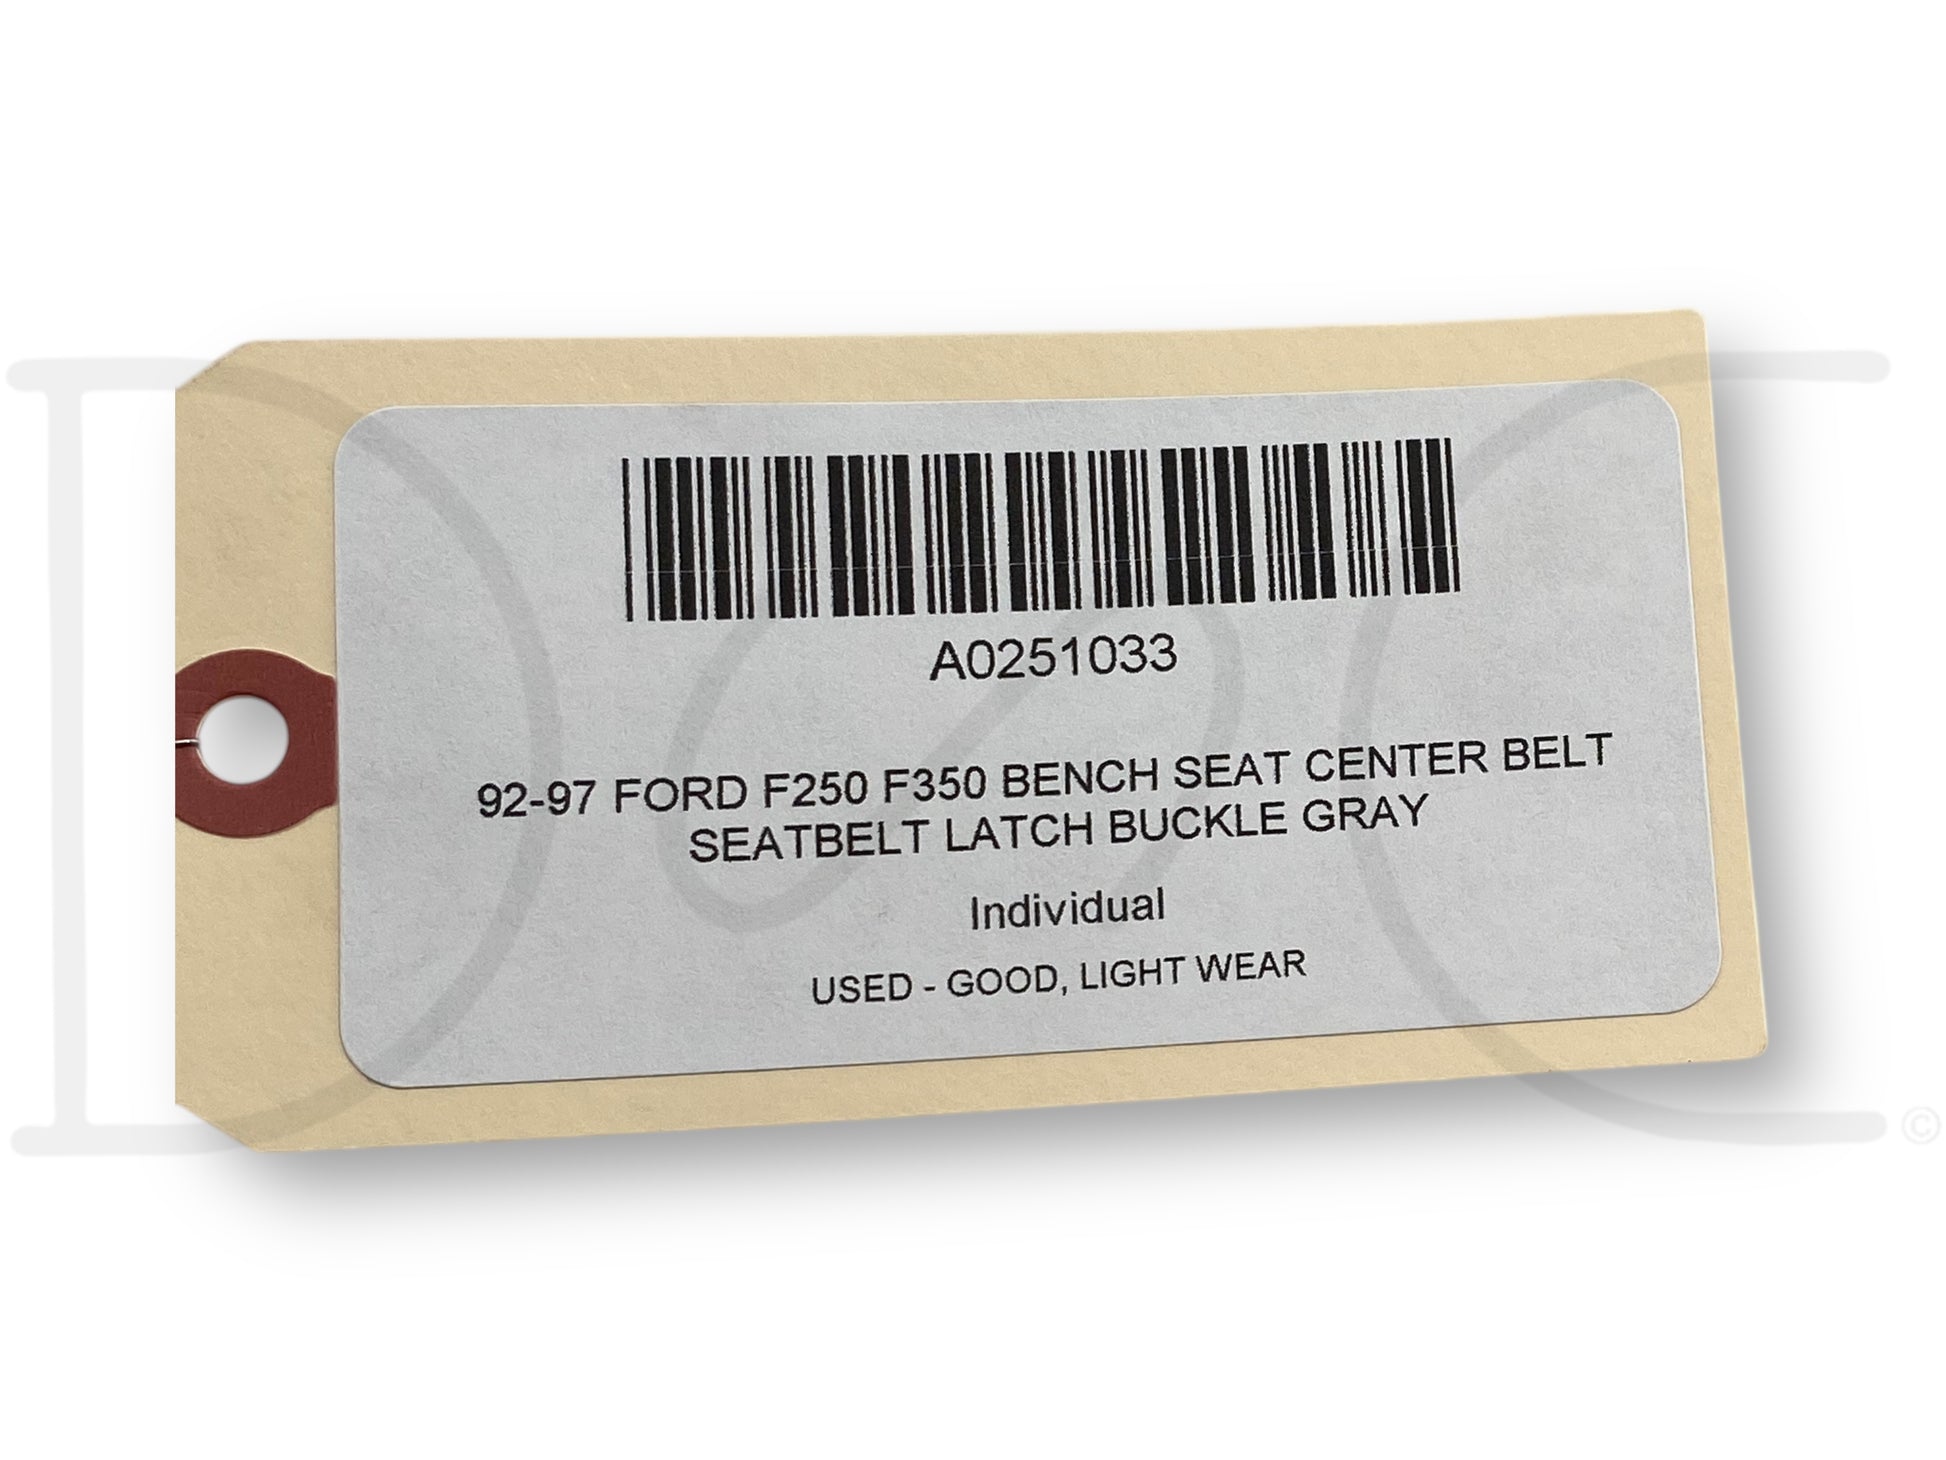 A0251033
92-97 FORD F250 F350 BENCH SEAT CENTER BELT
SEATBELT LATCH BUCKLE GRAY
Individual
USED - GOOD, LIGHT WEAR
©